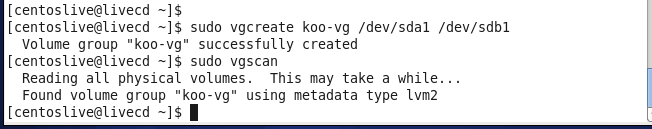 [centoslive@livecd ~]$
[centoslive@livecd ~]$ sudo vgcreate koo-vg /dev/sda1 /dev/sdb1
  Volume group "koo-vg" successfully created
[centoslive@livecd ~]$ sudo vgscan
  Reading all physical volumes.  This may take a while...
  Found volume group "koo-vg" using metadata type lvm2
[centoslive@livecd ~]$